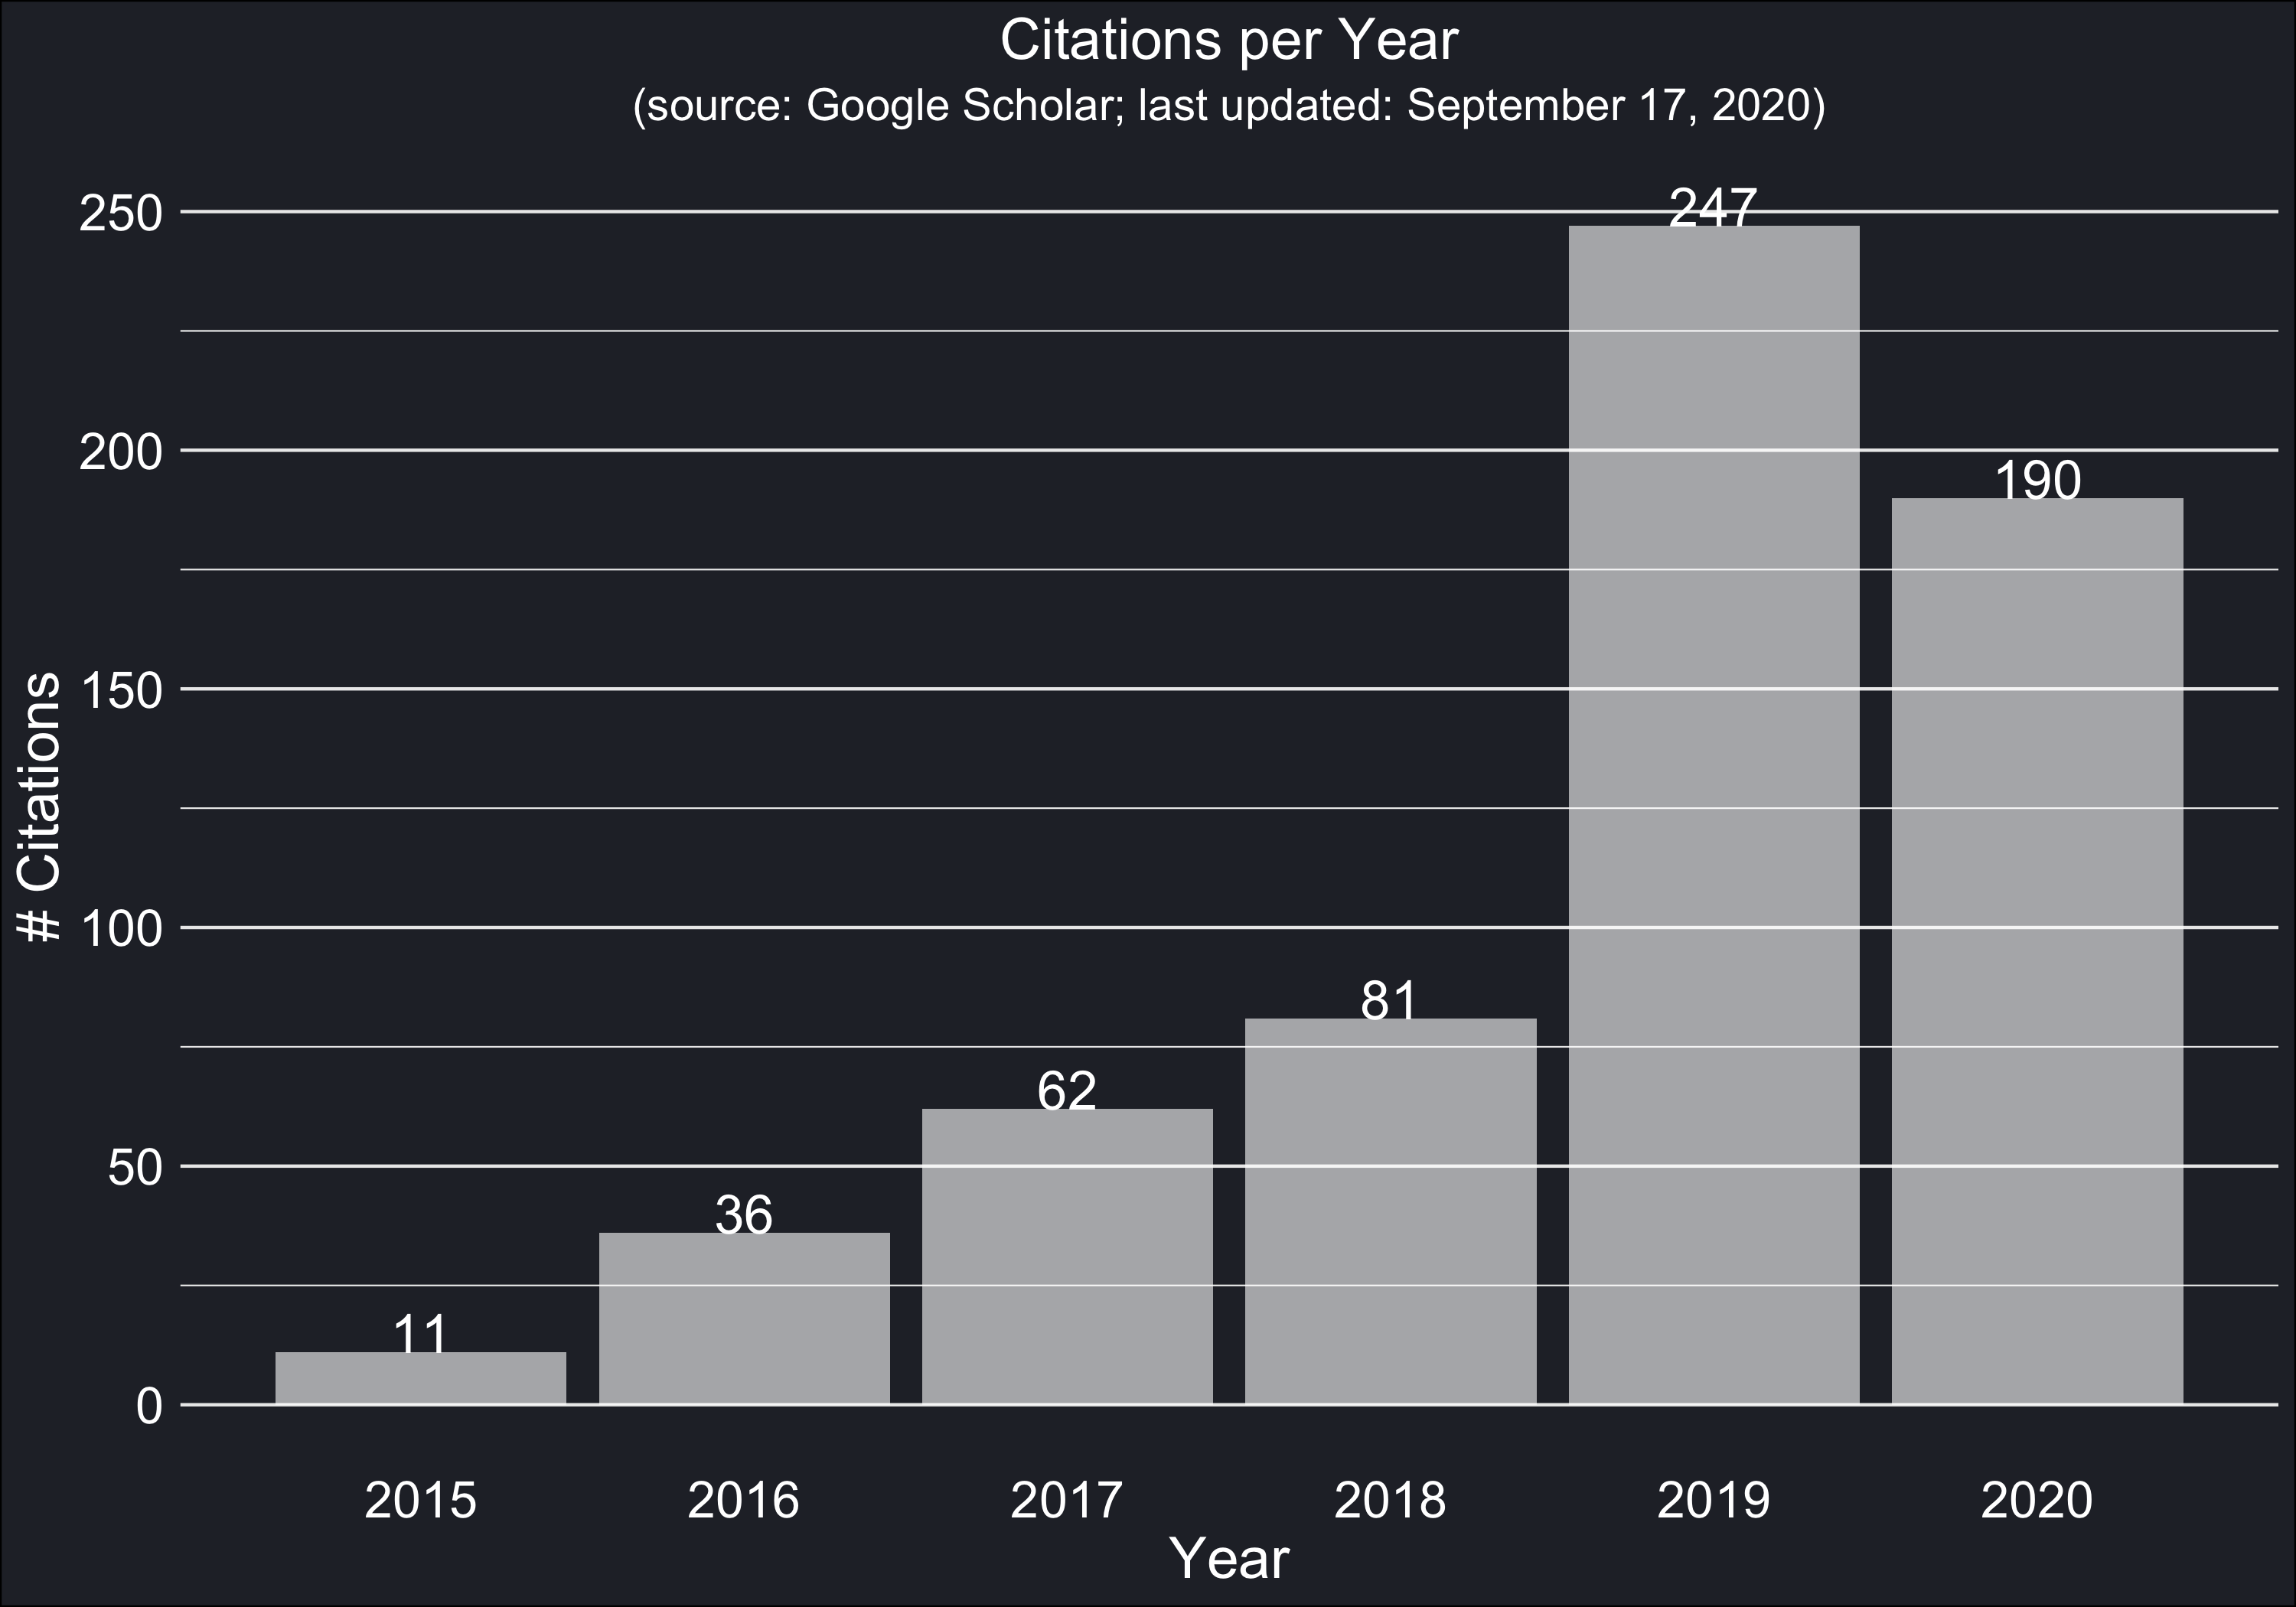 Citations per Year
(source: Google Scholar; last updated: September 17, 2020)
# Citations
250
200
150
100
50
0
247
190
81
62
36
11
2015 2016 2017 2018 2019 2020
Year